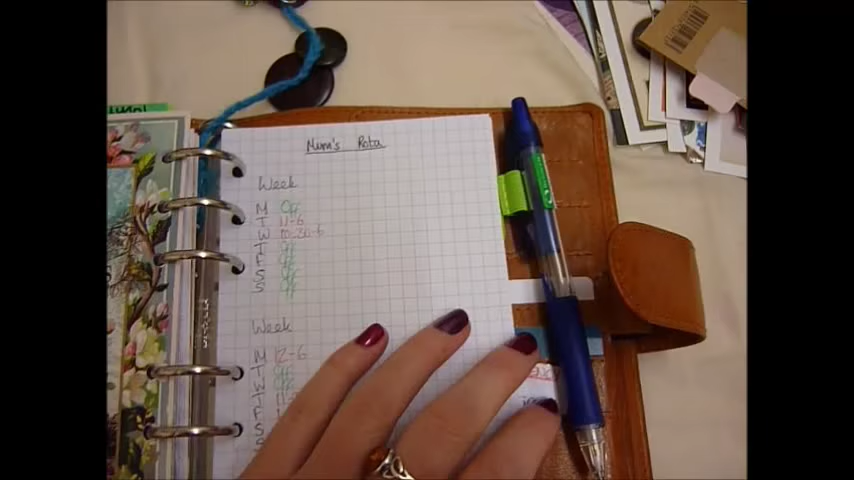 Mum's Rota
Week
M Off
T 11-6
W 10-30-6
T Off
F Off
S Off
S Off
Week
M 12-6
T Off
W Off
T
F
S